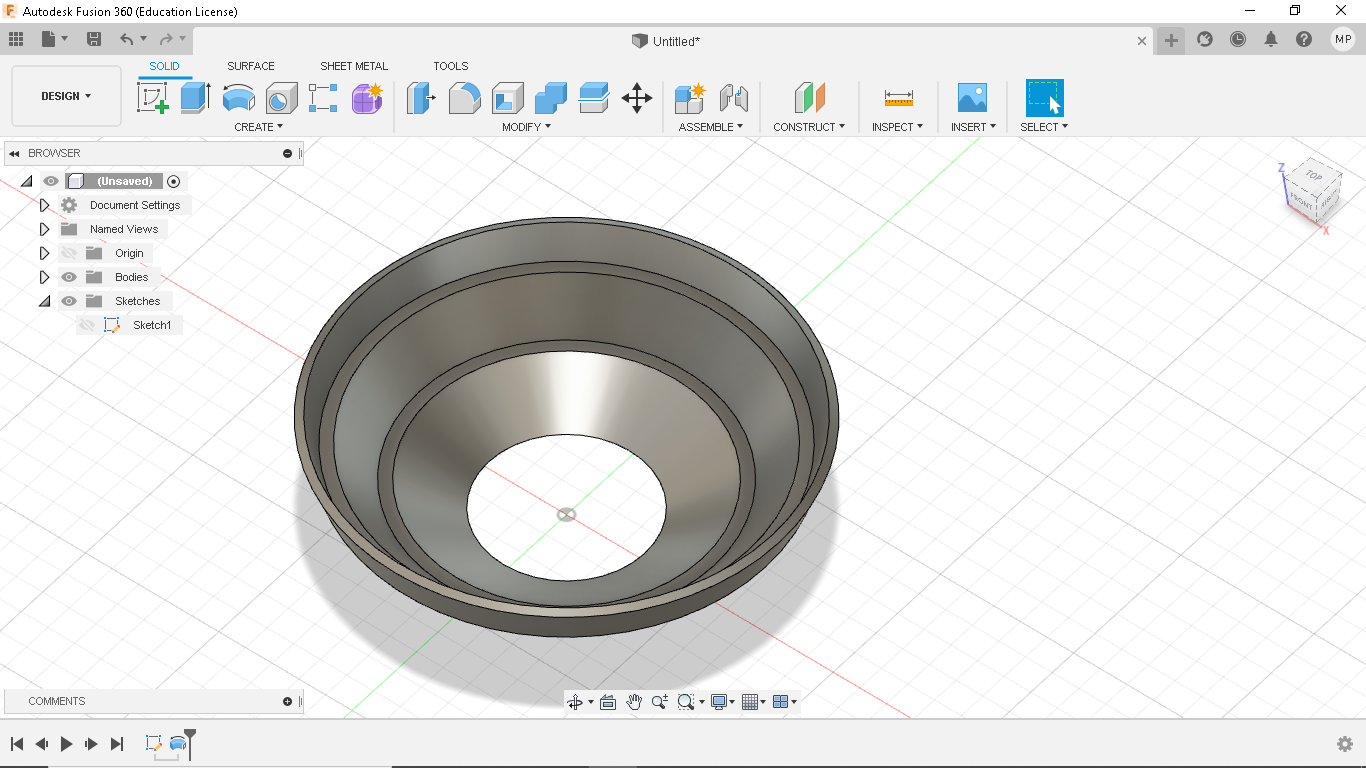 Autodesk Fusion 360 (Education License)
Untitled*
MP
SOLID SURFACE SHEET METAL TOOLS
DESIGN
CREATE MODIFY ASSEMBLE CONSTRUCT INSPECT INSERT SELECT
BROWSER
(Unsaved)
Document Settings
Named Views
Origin
Bodies
Sketches
Sketch1
Z
TOP
FRONT
X
COMMENTS